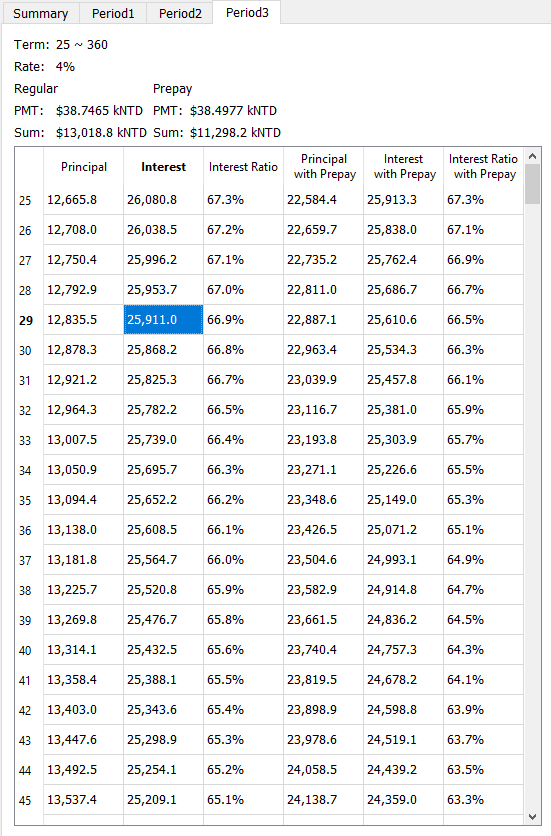 Summary Period1 Period2 Period3
Term: 25 ~ 360
Rate: 4%
Regular Prepay
PMT: $38.7465 kNTD PMT: $38.4977 kNTD
Sum: $13,018.8 kNTD Sum: $11,298.2 kNTD
Principal Interest Interest Ratio Principal with Prepay Interest with Prepay Interest Ratio with Prepay
25 12,665.8 26,080.8 67.3% 22,584.4 25,913.3 67.3%
26 12,708.0 26,038.5 67.2% 22,659.7 25,838.0 67.1%
27 12,750.4 25,996.2 67.1% 22,735.2 25,762.4 66.9%
28 12,792.9 25,953.7 67.0% 22,811.0 25,686.7 66.7%
29 12,835.5 25,911.0 66.9% 22,887.1 25,610.6 66.5%
30 12,878.3 25,868.2 66.8% 22,963.4 25,534.3 66.3%
31 12,921.2 25,825.3 66.7% 23,039.9 25,457.8 66.1%
32 12,964.3 25,782.2 66.5% 23,116.7 25,381.0 65.9%
33 13,007.5 25,739.0 66.4% 23,193.8 25,303.9 65.7%
34 13,050.9 25,695.7 66.3% 23,271.1 25,226.6 65.5%
35 13,094.4 25,652.2 66.2% 23,348.6 25,149.0 65.3%
36 13,138.0 25,608.5 66.1% 23,426.5 25,071.2 65.1%
37 13,181.8 25,564.7 66.0% 23,504.6 24,993.1 64.9%
38 13,225.7 25,520.8 65.9% 23,582.9 24,914.8 64.7%
39 13,269.8 25,476.7 65.8% 23,661.5 24,836.2 64.5%
40 13,314.1 25,432.5 65.6% 23,740.4 24,757.3 64.3%
41 13,358.4 25,388.1 65.5% 23,819.5 24,678.2 64.1%
42 13,403.0 25,343.6 65.4% 23,898.9 24,598.8 63.9%
43 13,447.6 25,298.9 65.3% 23,978.6 24,519.1 63.7%
44 13,492.5 25,254.1 65.2% 24,058.5 24,439.2 63.5%
45 13,537.4 25,209.1 65.1% 24,138.7 24,359.0 63.3%